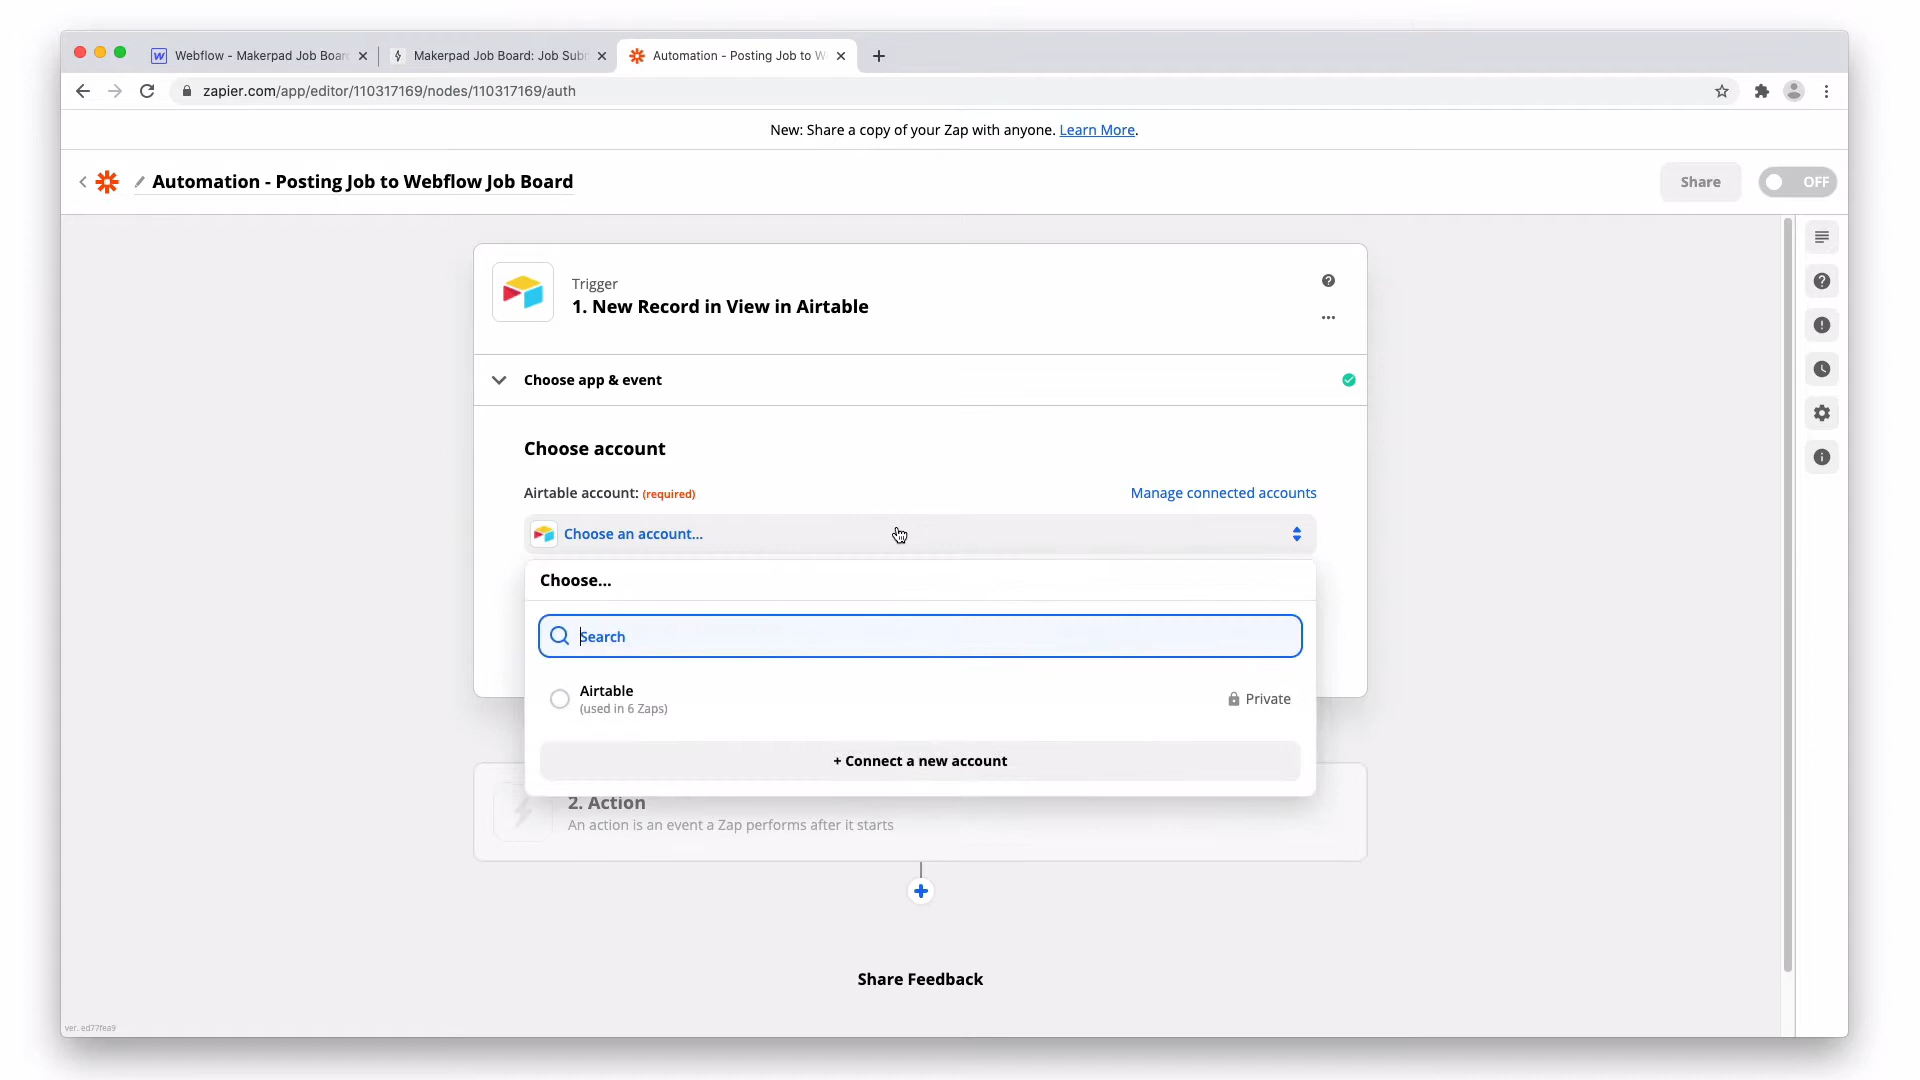 Webflow - Makerpad Job Boar
Makerpad Job Board: Job Sub
Automation - Posting Job to W
zapier.com/app/editor/110317169/nodes/110317169/auth
New: Share a copy of your Zap with anyone. Learn More.
Automation - Posting Job to Webflow Job Board
Share
OFF
Trigger
1. New Record in View in Airtable
Choose app & event
Choose account
Airtable account: (required)
Manage connected accounts
Choose an account...
Choose...
Search
Airtable
(used in 6 Zaps)
Private
+ Connect a new account
2. Action
An action is an event a Zap performs after it starts
Share Feedback
ver. ed77fea9